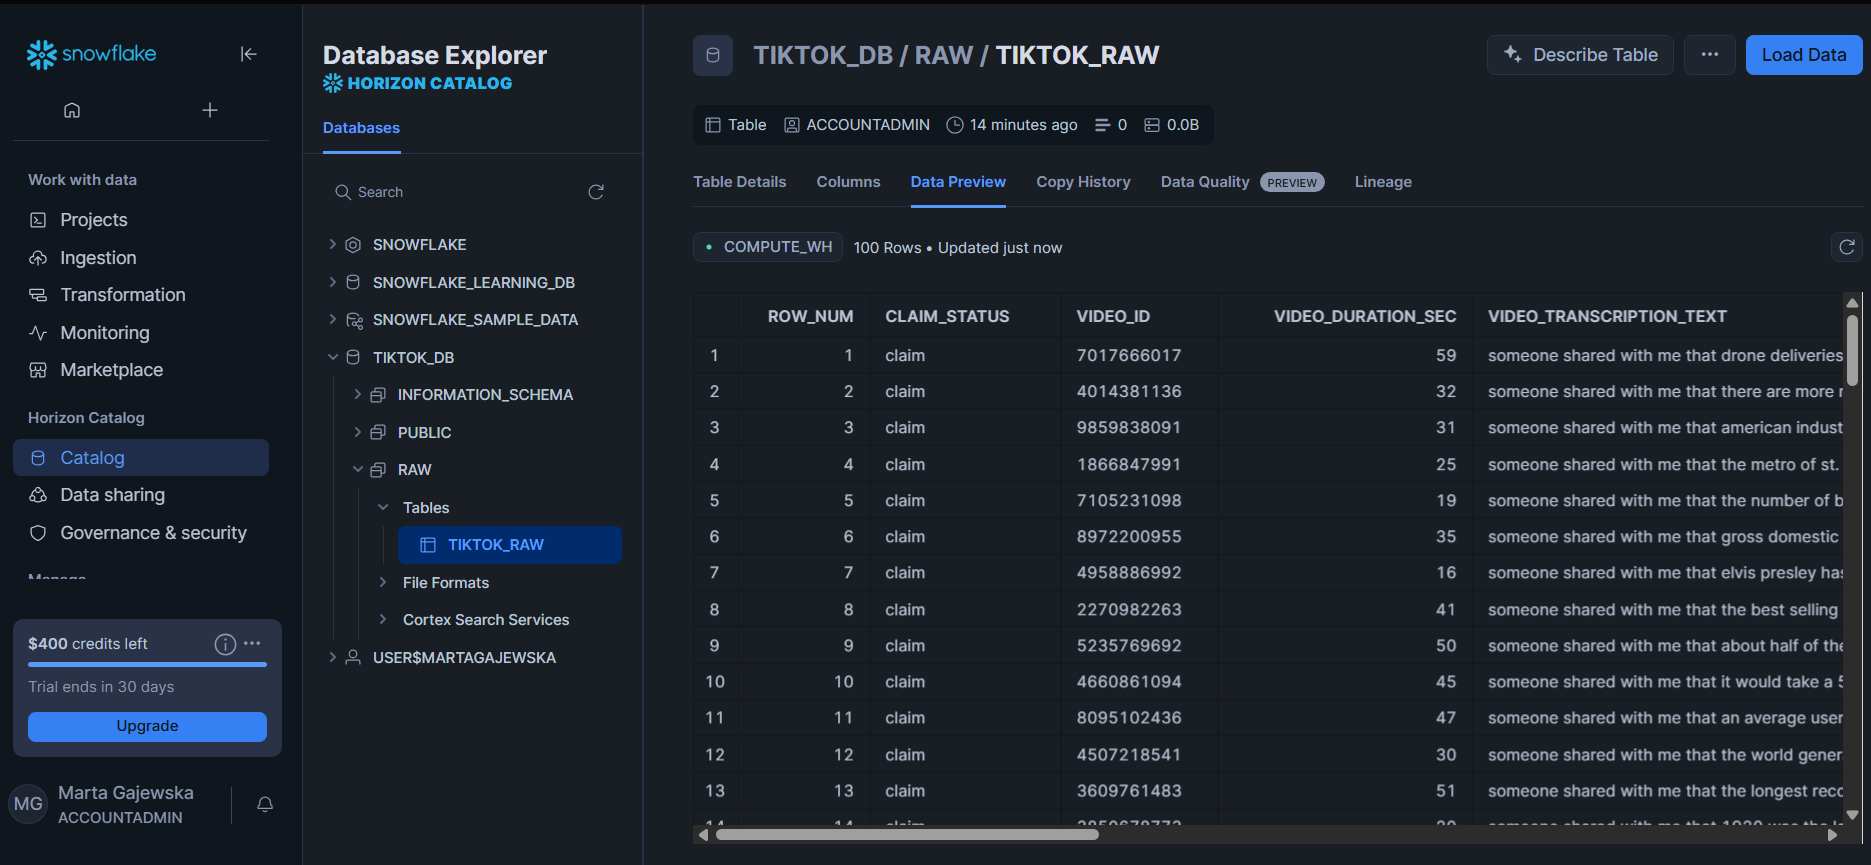 snowflake
Work with data
Projects
Ingestion
Transformation
Monitoring
Marketplace
Horizon Catalog
Catalog
Data sharing
Governance & security
Manage
$400 credits left
Trial ends in 30 days
Upgrade
MG
Marta Gajewska
ACCOUNTADMIN
Database Explorer
HORIZON CATALOG
Databases
Search
SNOWFLAKE
SNOWFLAKE_LEARNING_DB
SNOWFLAKE_SAMPLE_DATA
TIKTOK_DB
INFORMATION_SCHEMA
PUBLIC
RAW
Tables
TIKTOK_RAW
File Formats
Cortex Search Services
USER$MARTAGAJEWSKA
TIKTOK_DB / RAW / TIKTOK_RAW
Describe Table
Load Data
Table ACCOUNTADMIN 14 minutes ago 0 0.0B
Table Details Columns Data Preview Copy History Data Quality PREVIEW Lineage
COMPUTE_WH 100 Rows • Updated just now
ROW_NUM CLAIM_STATUS VIDEO_ID VIDEO_DURATION_SEC VIDEO_TRANSCRIPTION_TEXT
1 1 claim 7017666017 59 someone shared with me that drone deliveries
2 2 claim 4014381136 32 someone shared with me that there are more
3 3 claim 9859838091 31 someone shared with me that american indust
4 4 claim 1866847991 25 someone shared with me that the metro of st.
5 5 claim 7105231098 19 someone shared with me that the number of b
6 6 claim 8972200955 35 someone shared with me that gross domestic
7 7 claim 4958886992 16 someone shared with me that elvis presley has
8 8 claim 2270982263 41 someone shared with me that the best selling
9 9 claim 5235769692 50 someone shared with me that about half of the
10 10 claim 4660861094 45 someone shared with me that it would take a 5
11 11 claim 8095102436 47 someone shared with me that an average user
12 12 claim 4507218541 30 someone shared with me that the world gener
13 13 claim 3609761483 51 someone shared with me that the longest reco
14 14 claim